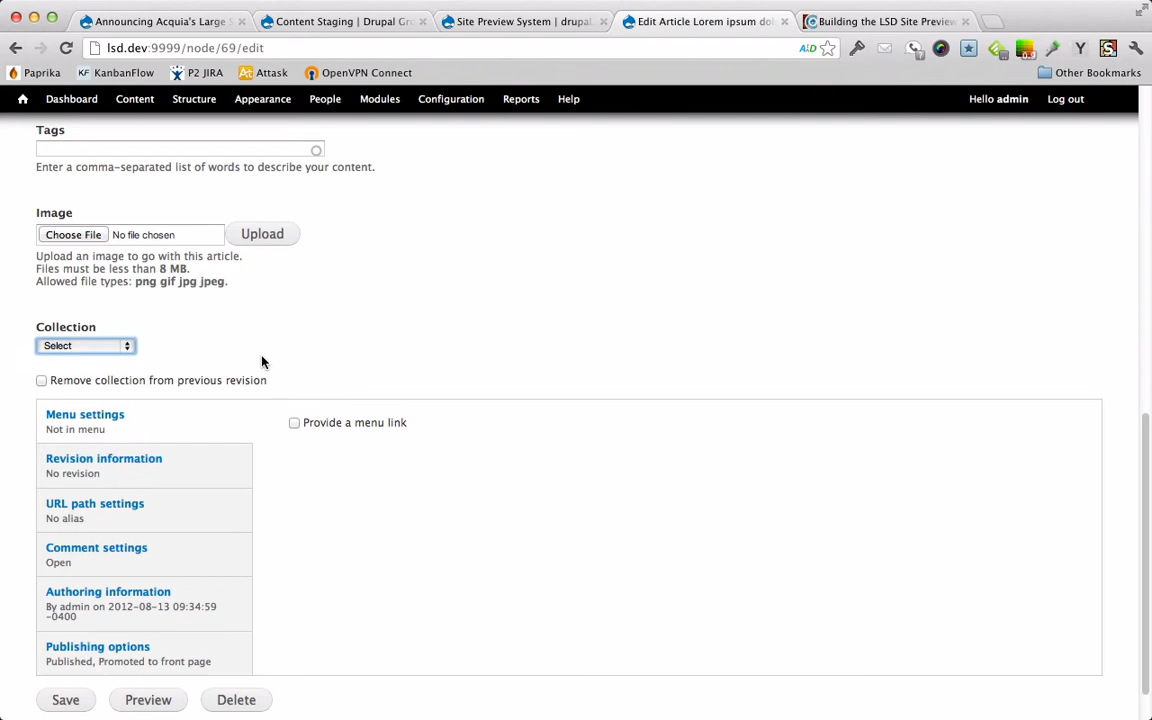 Announcing Acquia's Large S
Content Staging | Drupal Gr
Site Preview System | drupal.
Edit Article Lorem ipsum dol
Building the LSD Site Preview
lsd.dev:9999/node/69/edit
Paprika
KF KanbanFlow
P2 JIRA
At Attask
OpenVPN Connect
Other Bookmarks
Dashboard Content Structure Appearance People Modules Configuration Reports Help Hello admin Log out
Tags
Enter a comma-separated list of words to describe your content.
Image
Choose File No file chosen Upload
Upload an image to go with this article.
Files must be less than 8 MB.
Allowed file types: png gif jpg jpeg.
Collection
Select
Remove collection from previous revision
Menu settings
Not in menu
Provide a menu link
Revision information
No revision
URL path settings
No alias
Comment settings
Open
Authoring information
By admin on 2012-08-13 09:34:59
-0400
Publishing options
Published, Promoted to front page
Save Preview Delete